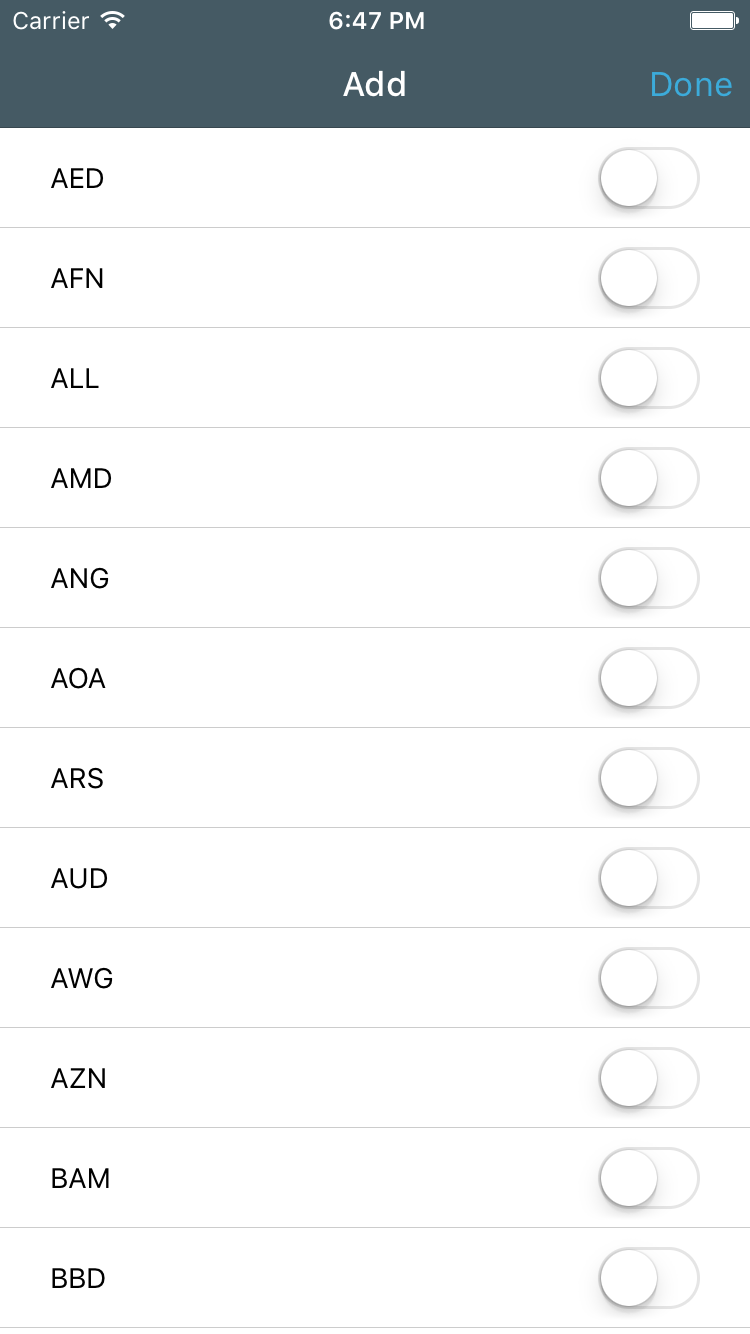 Carrier 6:47 PM
Add Done
AED
AFN
ALL
AMD
ANG
AOA
ARS
AUD
AWG
AZN
BAM
BBD